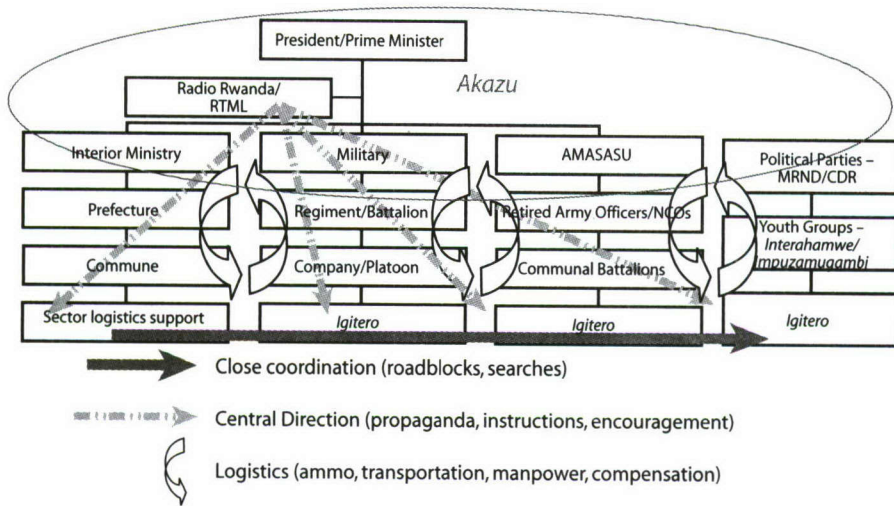 President/Prime Minister
Akazu
Radio Rwanda/
RTML
Interior Ministry
Military
AMASASU
Political Parties –
MRND/CDR
Prefecture
Regiment/Battalion
Retired Army Officers/NCOs
Youth Groups –
Interahamwe/
Impuzamugambi
Commune
Company/Platoon
Communal Battalions
Sector logistics support
Igitero
Igitero
Igitero
Close coordination (roadblocks, searches)
Central Direction (propaganda, instructions, encouragement)
Logistics (ammo, transportation, manpower, compensation)